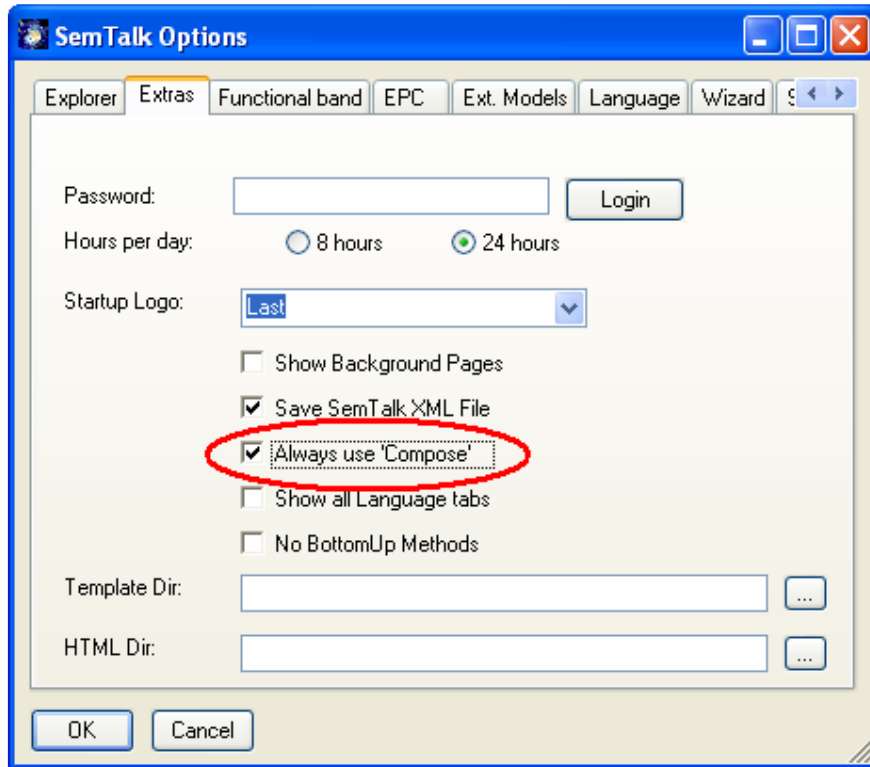 SemTalk Options
Explorer Extras Functional band EPC Ext. Models Language Wizard
Password: Login
Hours per day: 8 hours 24 hours
Startup Logo: Last
Show Background Pages
Save SemTalk XML File
Always use 'Compose'
Show all Language tabs
No BottomUp Methods
Template Dir: ...
HTML Dir: ...
OK Cancel